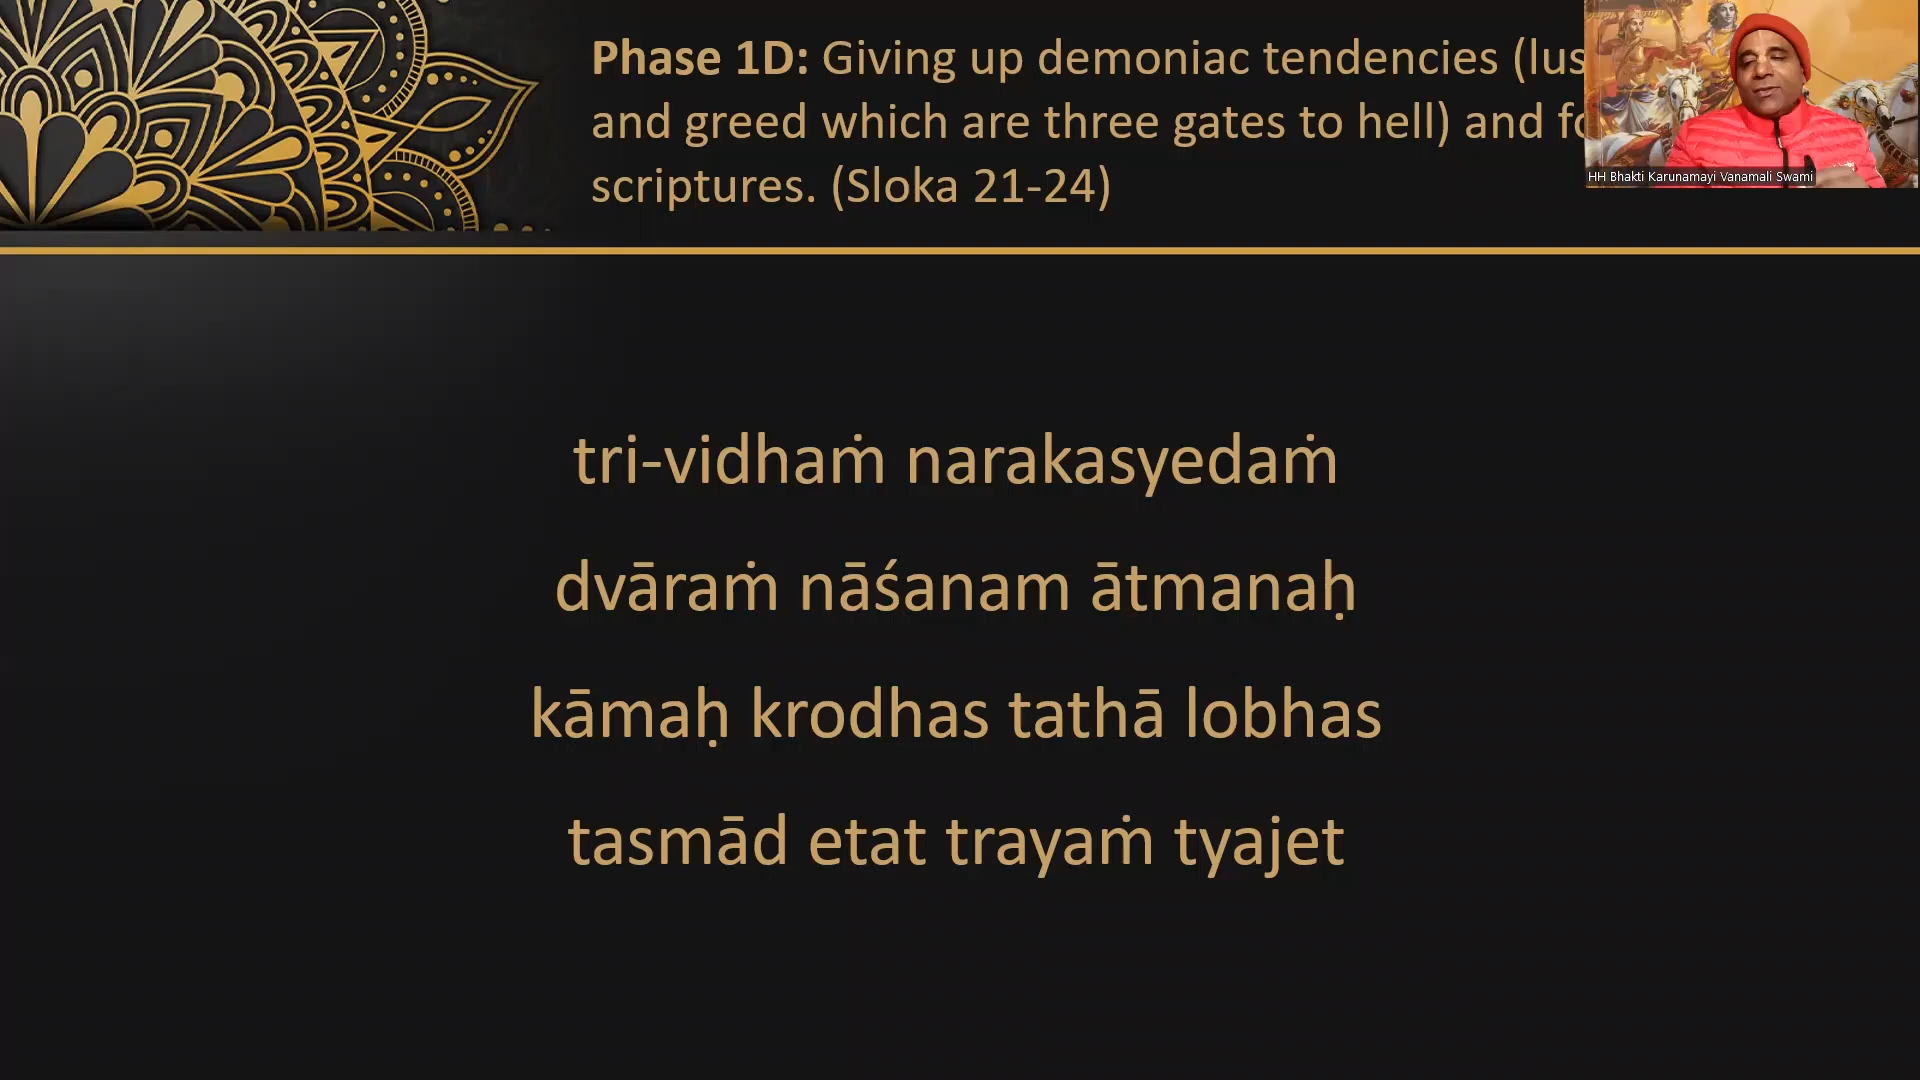 Phase 1D: Giving up demoniac tendencies (lus
and greed which are three gates to hell) and fo
scriptures. (Sloka 21-24)
HH Bhakti Karunamayi Vanamali Swami
tri-vidhaṁ narakasyedaṁ
dvāraṁ nāśanam ātmanaḥ
kāmaḥ krodhas tathā lobhas
tasmād etat trayaṁ tyajet